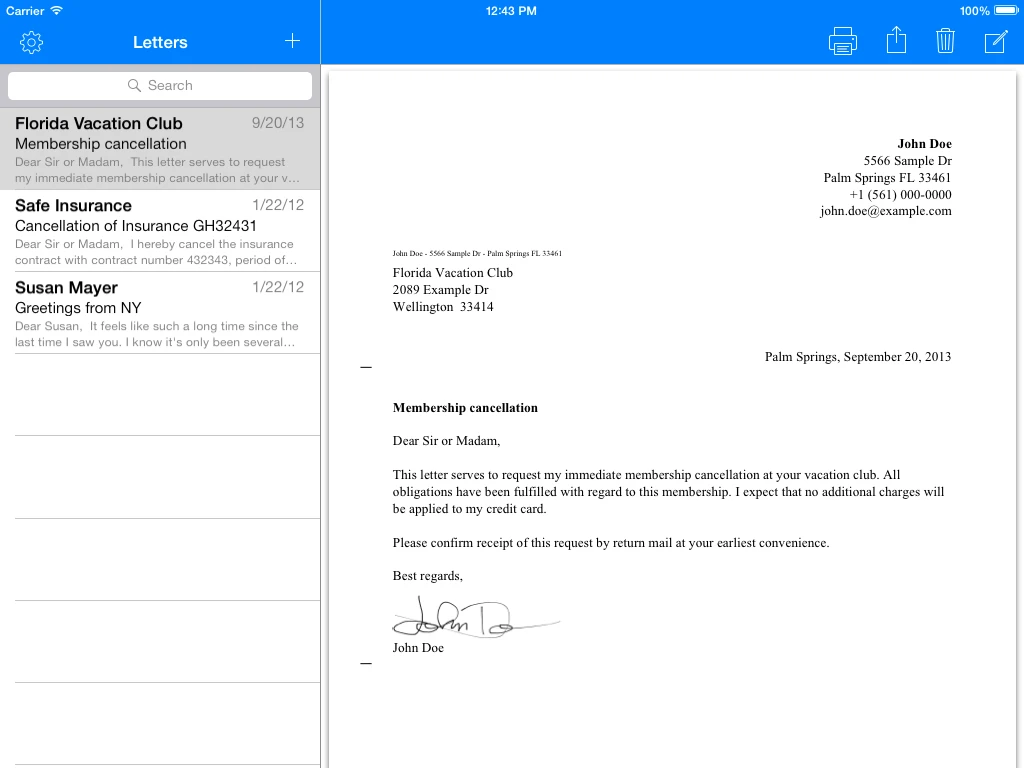 Carrier 12:43 PM 100%
Letters
Search
Florida Vacation Club 9/20/13
Membership cancellation
Dear Sir or Madam,  This letter serves to request
my immediate membership cancellation at your v...
Safe Insurance 1/22/12
Cancellation of Insurance GH32431
Dear Sir or Madam,  I hereby cancel the insurance
contract with contract number 432343, period of...
Susan Mayer 1/22/12
Greetings from NY
Dear Susan,  It feels like such a long time since the
last time I saw you. I know it's only been several...
John Doe
5566 Sample Dr
Palm Springs FL 33461
+1 (561) 000-0000
john.doe@example.com
John Doe - 5566 Sample Dr - Palm Springs FL 33461
Florida Vacation Club
2089 Example Dr
Wellington  33414
Palm Springs, September 20, 2013
Membership cancellation
Dear Sir or Madam,
This letter serves to request my immediate membership cancellation at your vacation club. All
obligations have been fulfilled with regard to this membership. I expect that no additional charges will
be applied to my credit card.
Please confirm receipt of this request by return mail at your earliest convenience.
Best regards,
John Do
John Doe